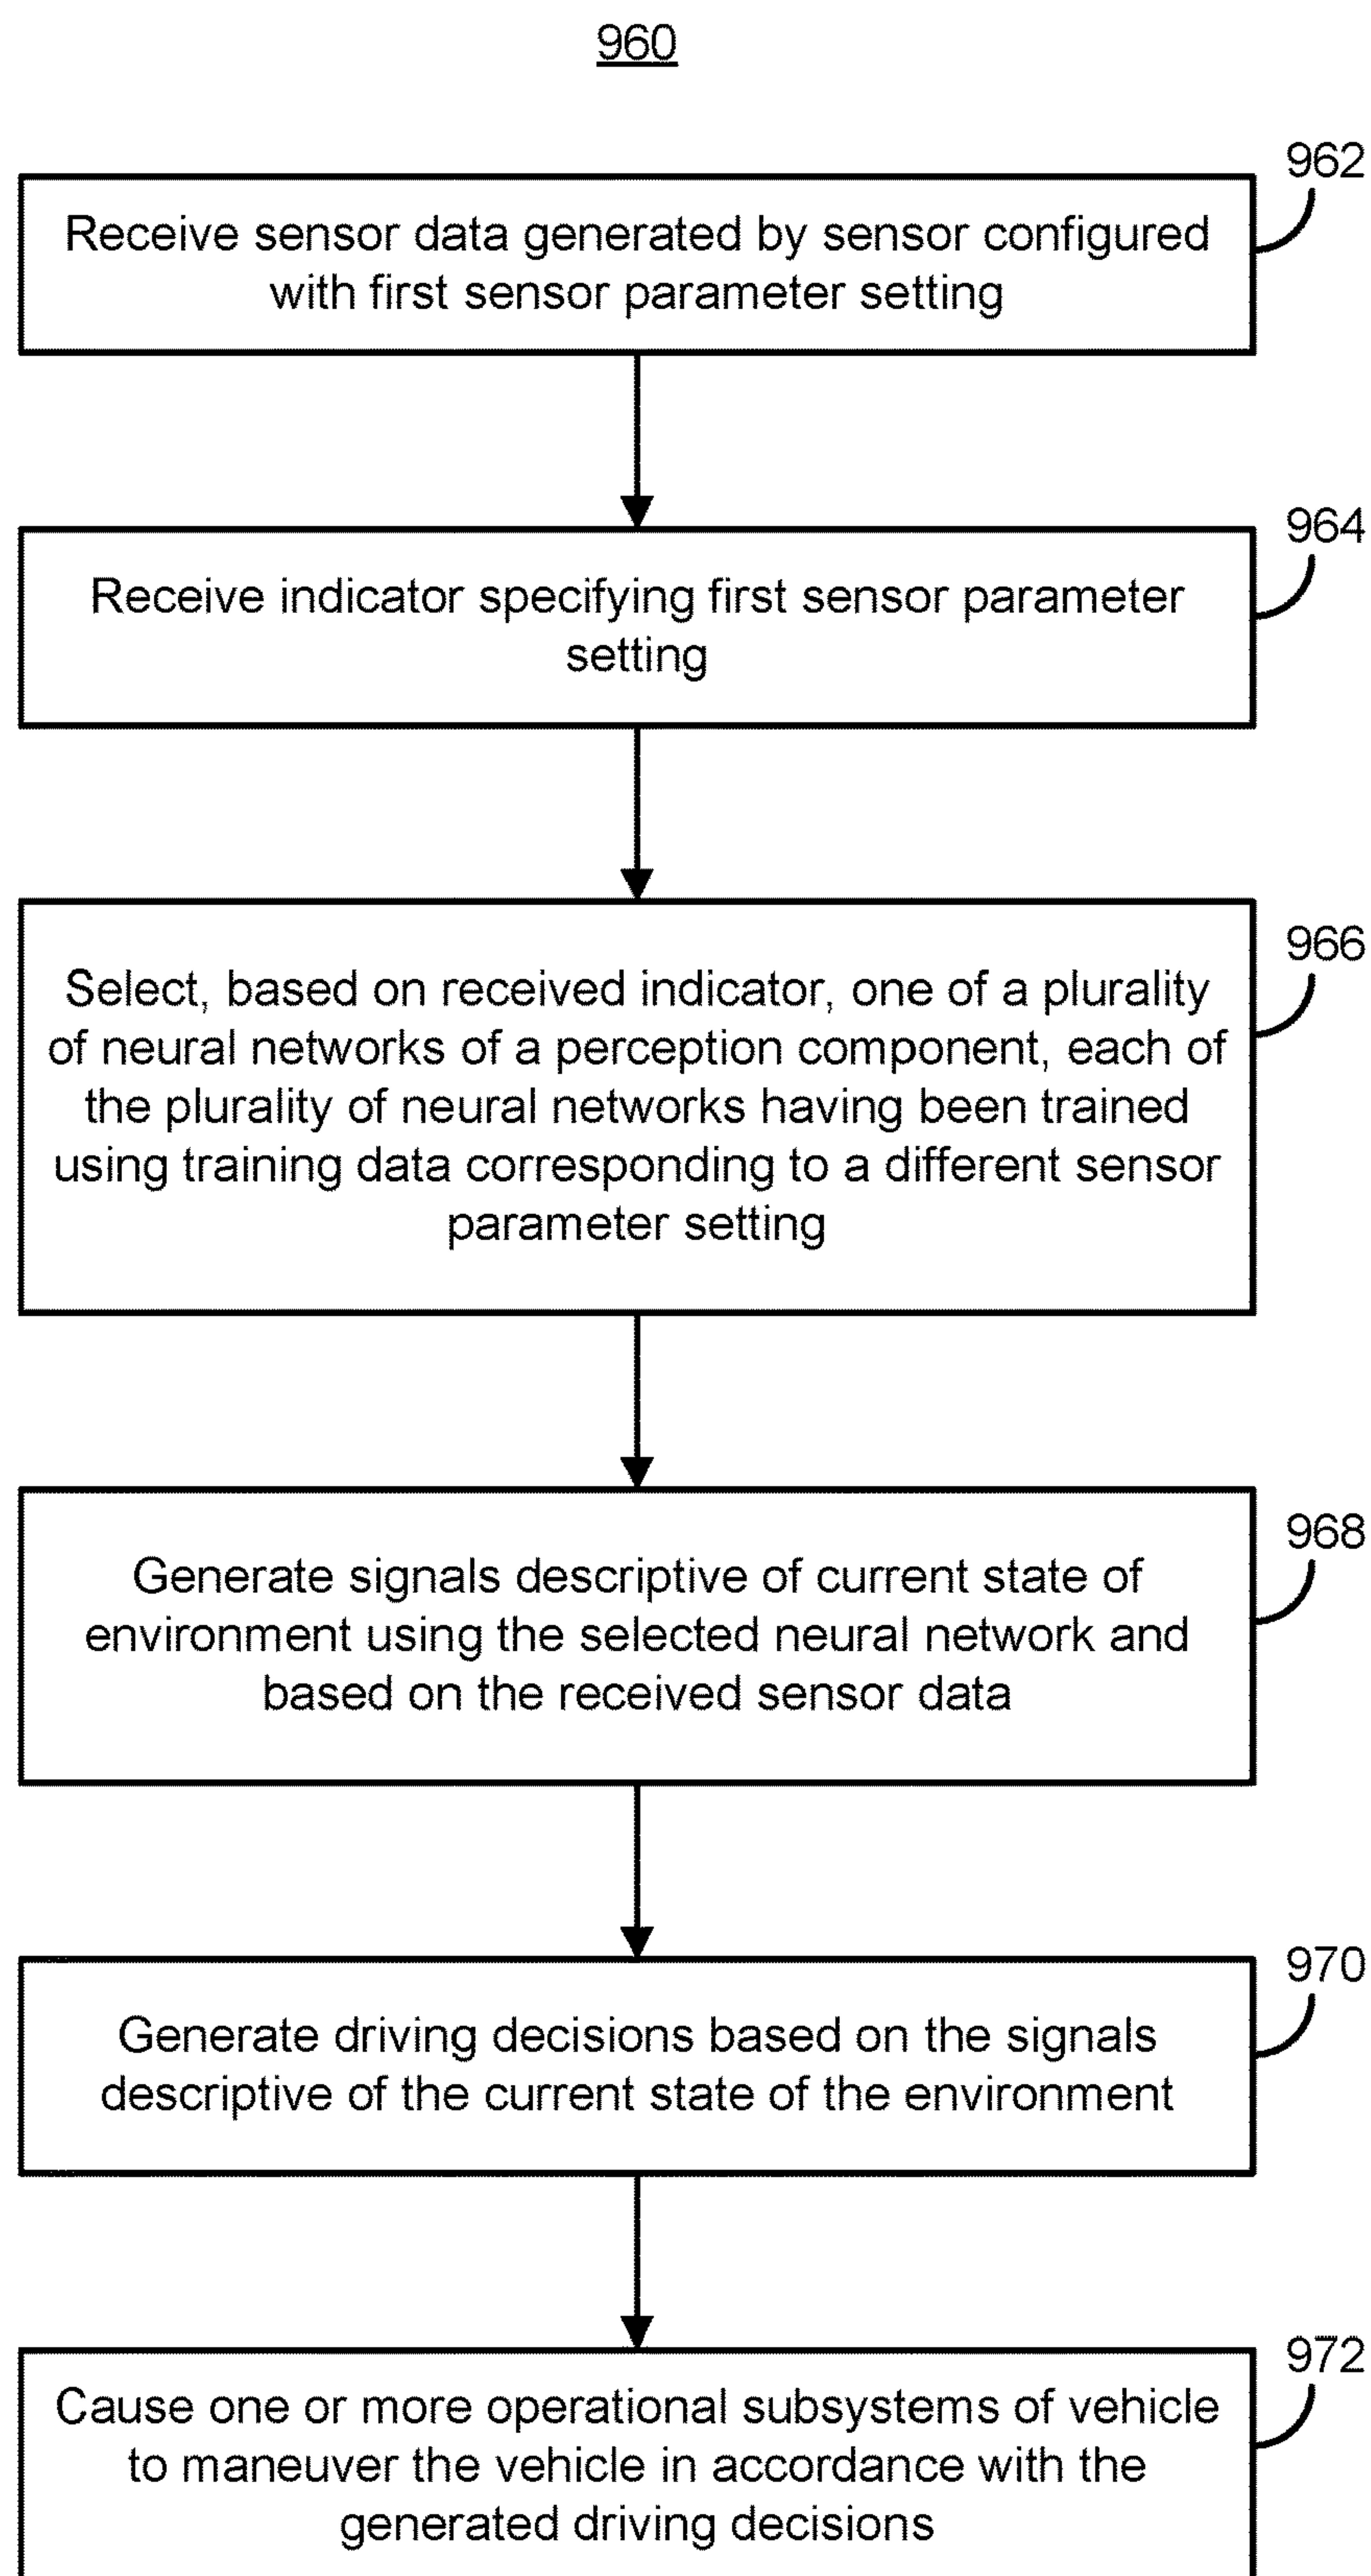 960
962
Receive sensor data generated by sensor configured
with first sensor parameter setting
964
Receive indicator specifying first sensor parameter
setting
966
Select, based on received indicator, one of a plurality
of neural networks of a perception component, each of
the plurality of neural networks having been trained
using training data corresponding to a different sensor
parameter setting
968
Generate signals descriptive of current state of
environment using the selected neural network and
based on the received sensor data
970
Generate driving decisions based on the signals
descriptive of the current state of the environment
972
Cause one or more operational subsystems of vehicle
to maneuver the vehicle in accordance with the
generated driving decisions